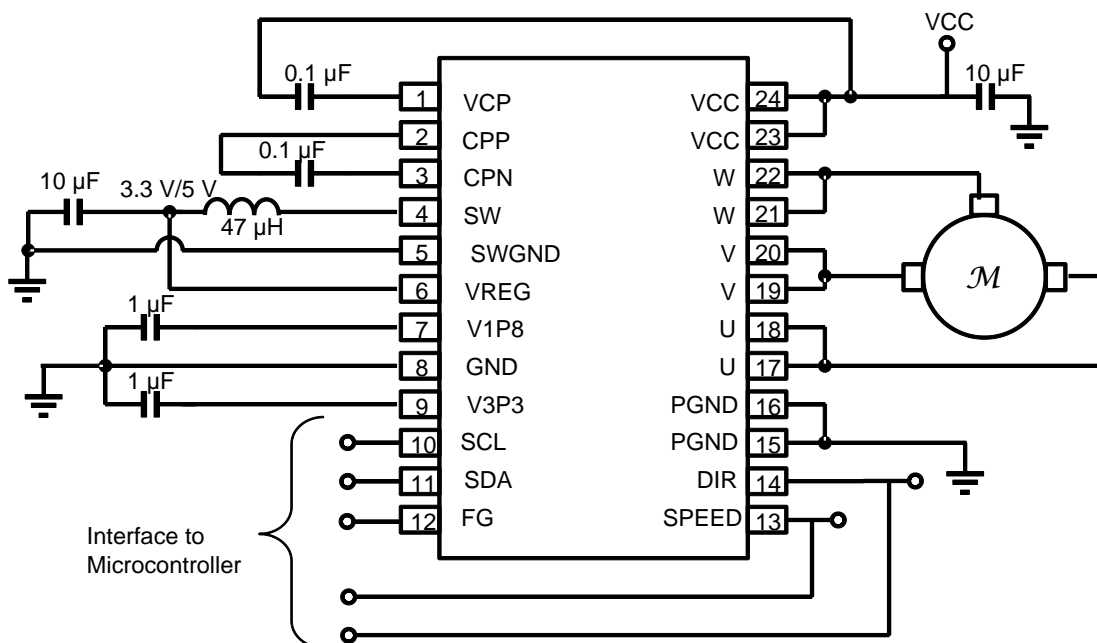 VCC
0.1 µF
10 µF
1 VCP
VCC 24
2 CPP
VCC 23
0.1 µF
3 CPN
W 22
10 µF
3.3 V/5 V
47 µH
4 SW
W 21
5 SWGND
V 20
M
6 VREG
V 19
1 µF
7 V1P8
U 18
8 GND
U 17
1 µF
9 V3P3
PGND 16
10 SCL
PGND 15
11 SDA
DIR 14
12 FG
SPEED 13
Interface to
Microcontroller